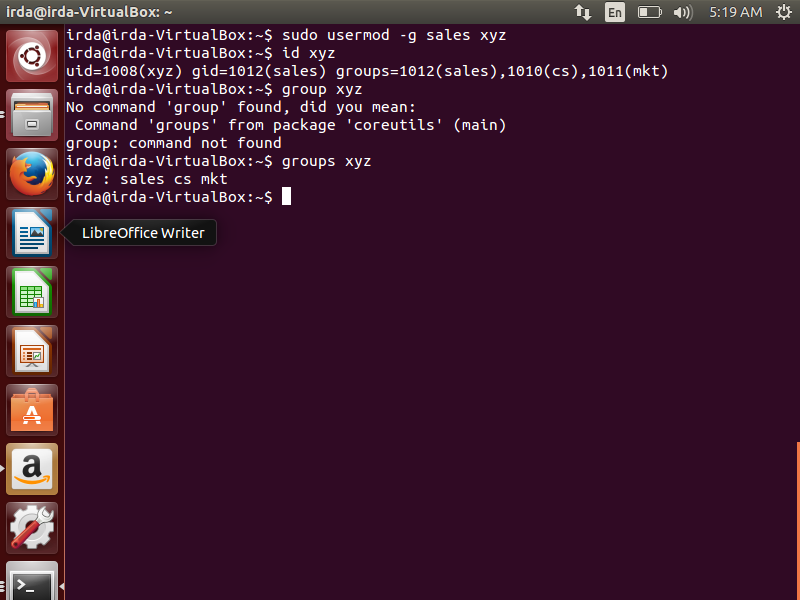 irda@irda-VirtualBox: ~
En
5:19 AM
irda@irda-VirtualBox:~$ sudo usermod -g sales xyz
irda@irda-VirtualBox:~$ id xyz
uid=1008(xyz) gid=1012(sales) groups=1012(sales),1010(cs),1011(mkt)
irda@irda-VirtualBox:~$ group xyz
No command 'group' found, did you mean:
 Command 'groups' from package 'coreutils' (main)
group: command not found
irda@irda-VirtualBox:~$ groups xyz
xyz : sales cs mkt
irda@irda-VirtualBox:~$
LibreOffice Writer
A
a
>_